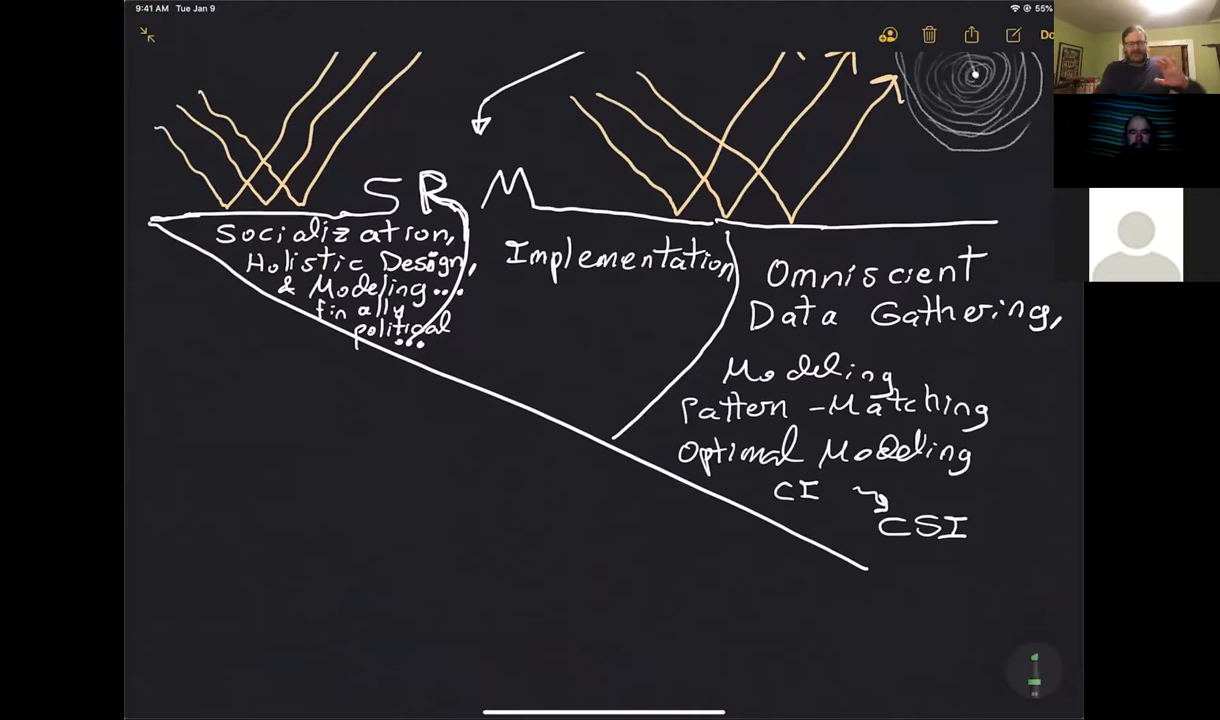 9:41 AM Tue Jan 9
55%
Do
S R M
Socialization,
Holistic Design,
& Modeling...
finally
political
...
Implementation
Omniscient
Data Gathering,
Modeling
Pattern-Matching
Optimal Modeling
CI
CSI